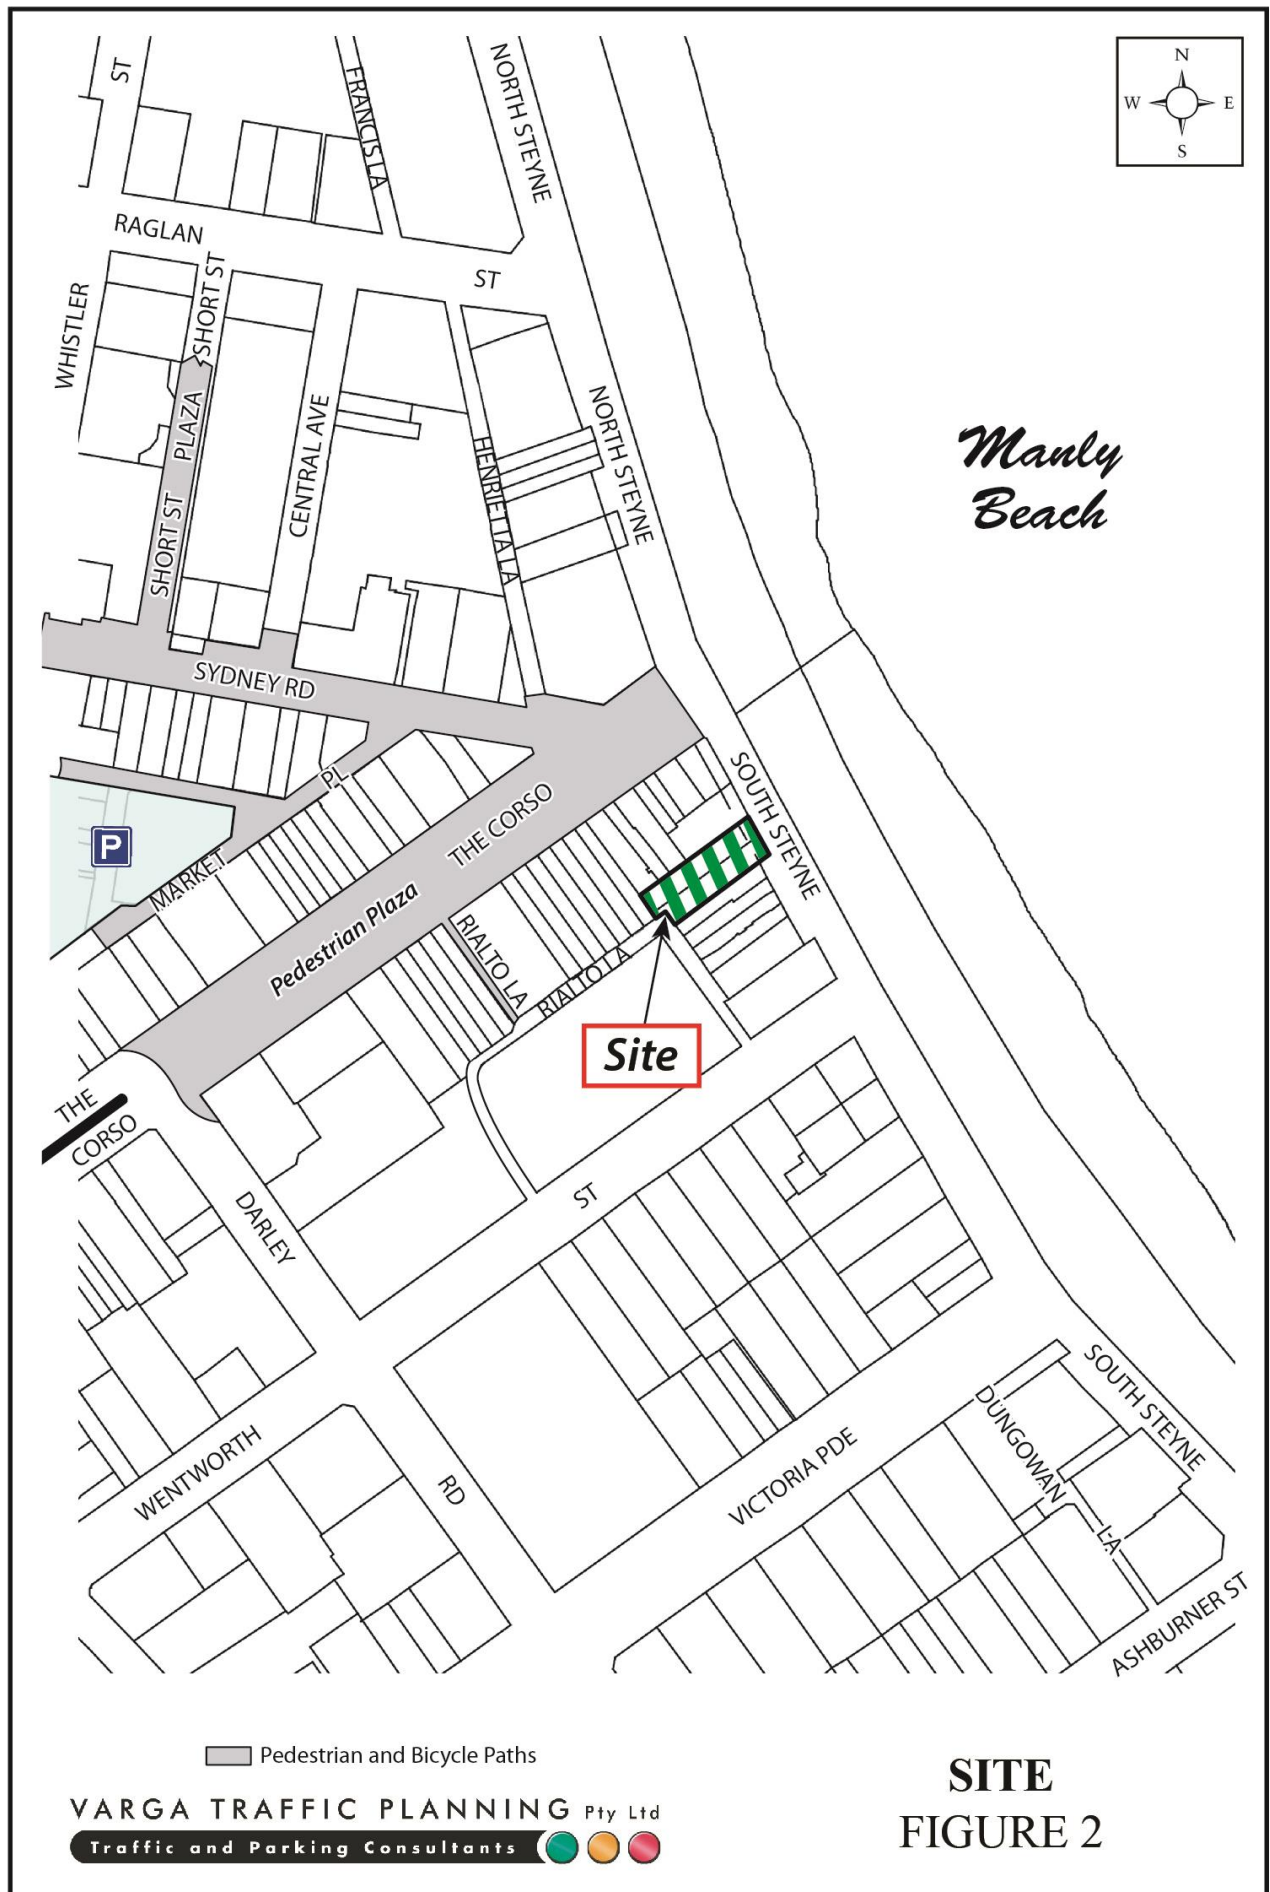 N
W E
S
ST
FRANCIS LA
NORTH STEYNE
RAGLAN
ST
SHORT ST
WHISTLER
NORTH STEYNE
CENTRAL AVE
HENRIETTA LA
SHORT ST PLAZA
Manly
Beach
SYDNEY RD
PL
MARKET
P
THE CORSO
Pedestrian Plaza
SOUTH STEYNE
RIALTO LA
RIALTO LA
Site
THE
CORSO
DARLEY
ST
WENTWORTH
RD
VICTORIA PDE
DUNGOWAN
LA
SOUTH STEYNE
ASHBURNER ST
Pedestrian and Bicycle Paths
VARGA TRAFFIC PLANNING Pty Ltd
Traffic and Parking Consultants
SITE
FIGURE 2